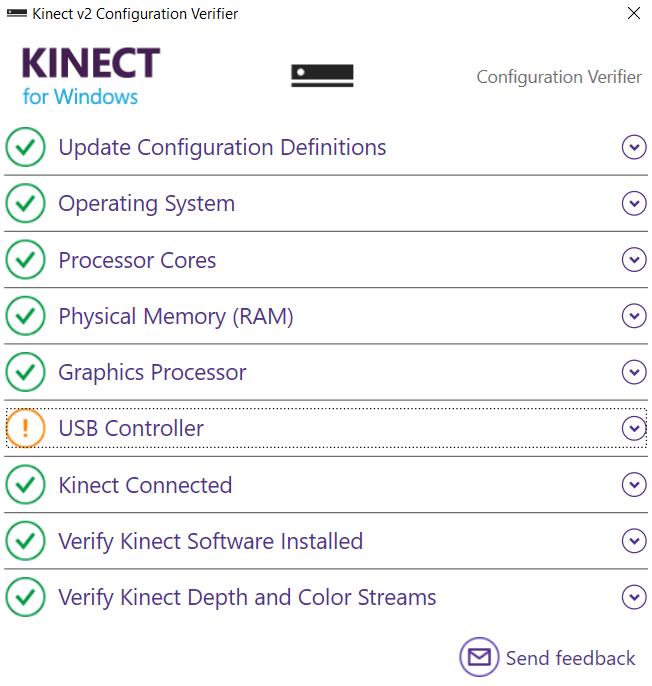 Kinect v2 Configuration Verifier
KINECT
for Windows
Configuration Verifier
Update Configuration Definitions
Operating System
Processor Cores
Physical Memory (RAM)
Graphics Processor
USB Controller
Kinect Connected
Verify Kinect Software Installed
Verify Kinect Depth and Color Streams
Send feedback